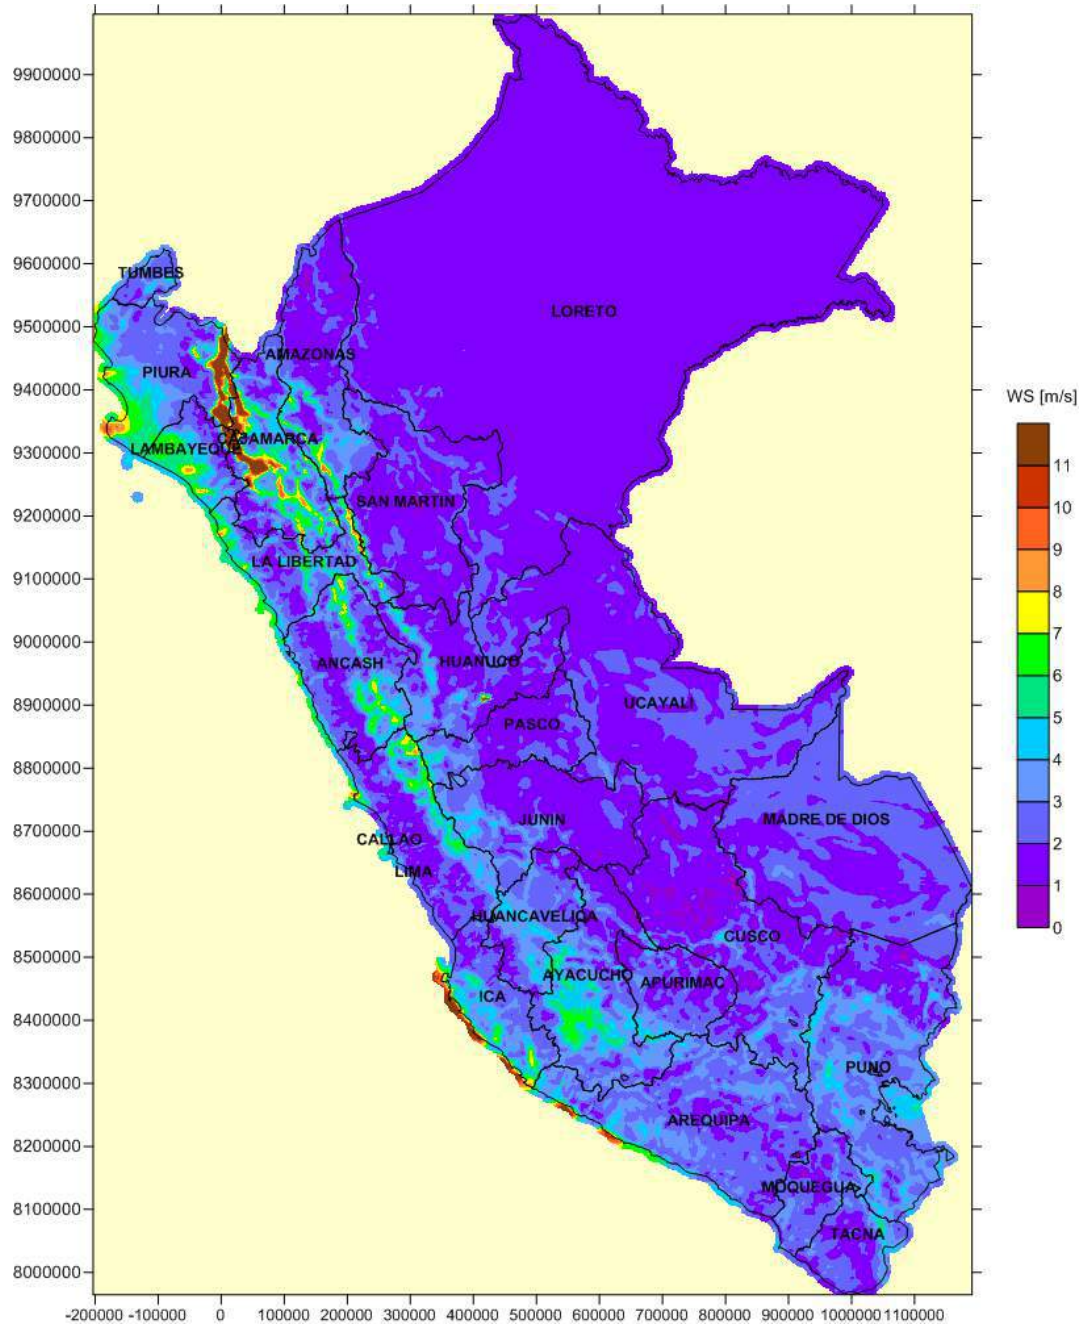 9900000
9800000
9700000
9600000
9500000
9400000
9300000
9200000
9100000
9000000
8900000
8800000
8700000
8600000
8500000
8400000
8300000
8200000
8100000
8000000
TUMBES
LORETO
AMAZONAS
PIURA
CAJAMARCA
LAMBAYEQUE
SAN MARTIN
LA LIBERTAD
ANCASH
HUANUCO
UCAYALI
PASCO
JUNIN
MADRE DE DIOS
CALLAO
LIMA
HUANCAVELICA
CUSCO
AYACUCHO
APURIMAC
ICA
PUNO
AREQUIPA
MOQUEGUA
TACNA
WS [m/s]
11
10
9
8
7
6
5
4
3
2
1
0
-200000 -100000 0 100000 200000 300000 400000 500000 600000 700000 800000 900000 1000000 1100000